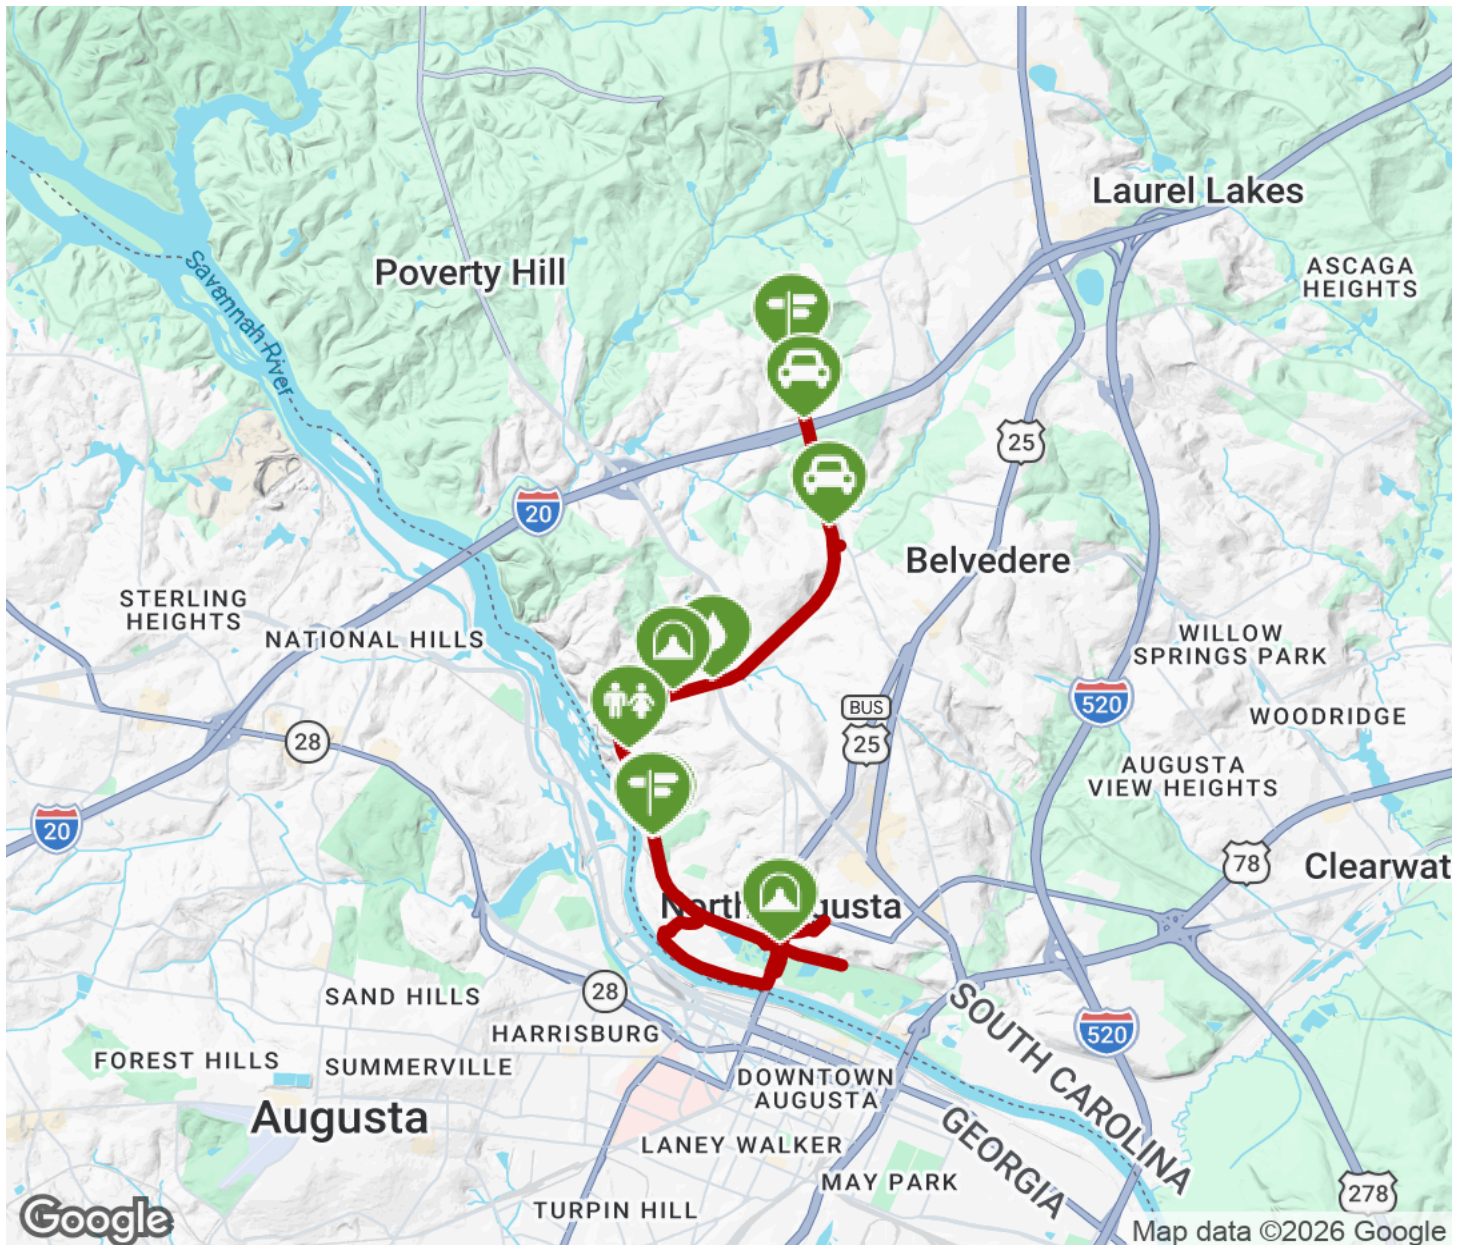 Laurel Lakes
ASCAGA
HEIGHTS
Poverty Hill
Savannah River
25
20
Belvedere
STERLING
HEIGHTS
NATIONAL HILLS
WILLOW
SPRINGS PARK
520
BUS
25
WOODRIDGE
28
AUGUSTA
VIEW HEIGHTS
20
78
Clearwat
North Augusta
SAND HILLS
28
HARRISBURG
SOUTH CAROLINA
520
FOREST HILLS
SUMMERVILLE
DOWNTOWN
AUGUSTA
Augusta
GEORGIA
LANEY WALKER
MAY PARK
278
TURPIN HILL
Google
Map data ©2026 Google